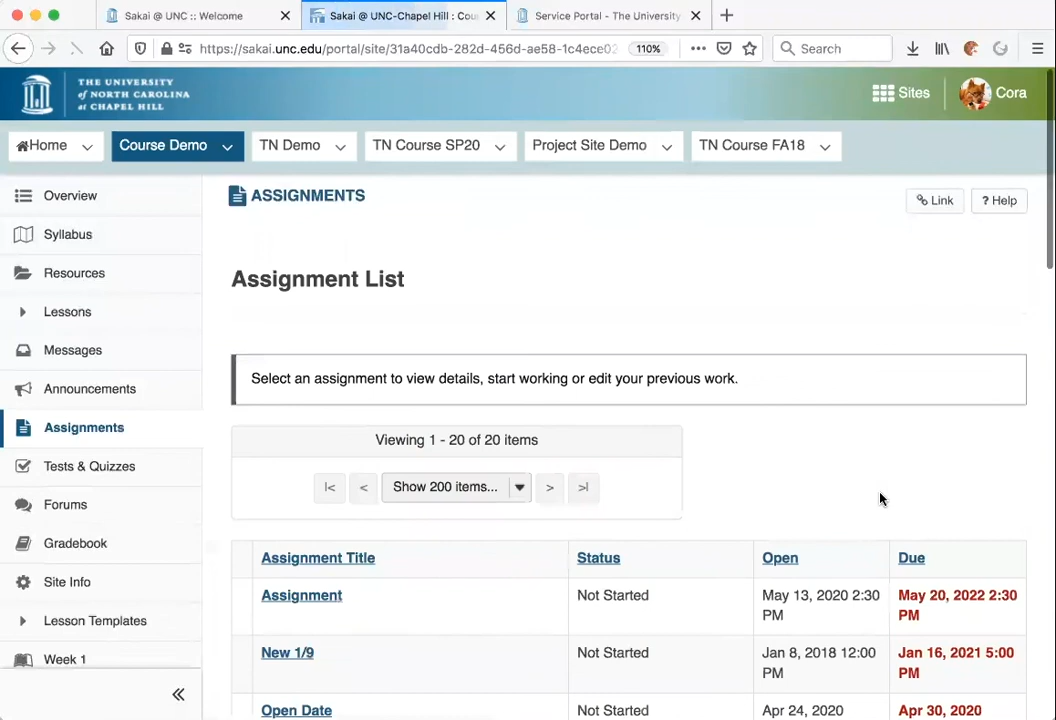 Sakai @ UNC :: Welcome
Sakai @ UNC-Chapel Hill : Cou
Service Portal - The University
https://sakai.unc.edu/portal/site/31a40cdb-282d-456d-ae58-1c4ece02
110%
Search
THE UNIVERSITY
of NORTH CAROLINA
at CHAPEL HILL
Sites
Cora
Home
Course Demo
TN Demo
TN Course SP20
Project Site Demo
TN Course FA18
Overview
Syllabus
Resources
Lessons
Messages
Announcements
Assignments
Tests & Quizzes
Forums
Gradebook
Site Info
Lesson Templates
Week 1
ASSIGNMENTS
Link
? Help
Assignment List
Select an assignment to view details, start working or edit your previous work.
Viewing 1 - 20 of 20 items
|< < Show 200 items... > >|
Assignment Title Status Open Due
Assignment Not Started May 13, 2020 2:30 PM May 20, 2022 2:30 PM
New 1/9 Not Started Jan 8, 2018 12:00 PM Jan 16, 2021 5:00 PM
Open Date Not Started Apr 24, 2020 Apr 30, 2020